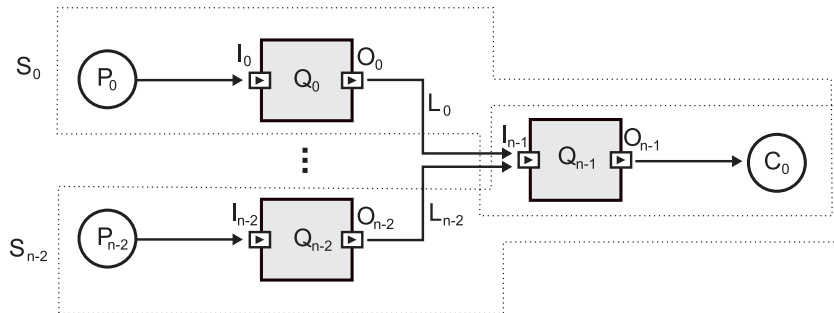 I₀ O₀
S₀ P₀ Q₀
L₀
Iₙ₋₁ Oₙ₋₁
Qₙ₋₁ C₀
Iₙ₋₂ Oₙ₋₂ Lₙ₋₂
Sₙ₋₂ Pₙ₋₂ Qₙ₋₂